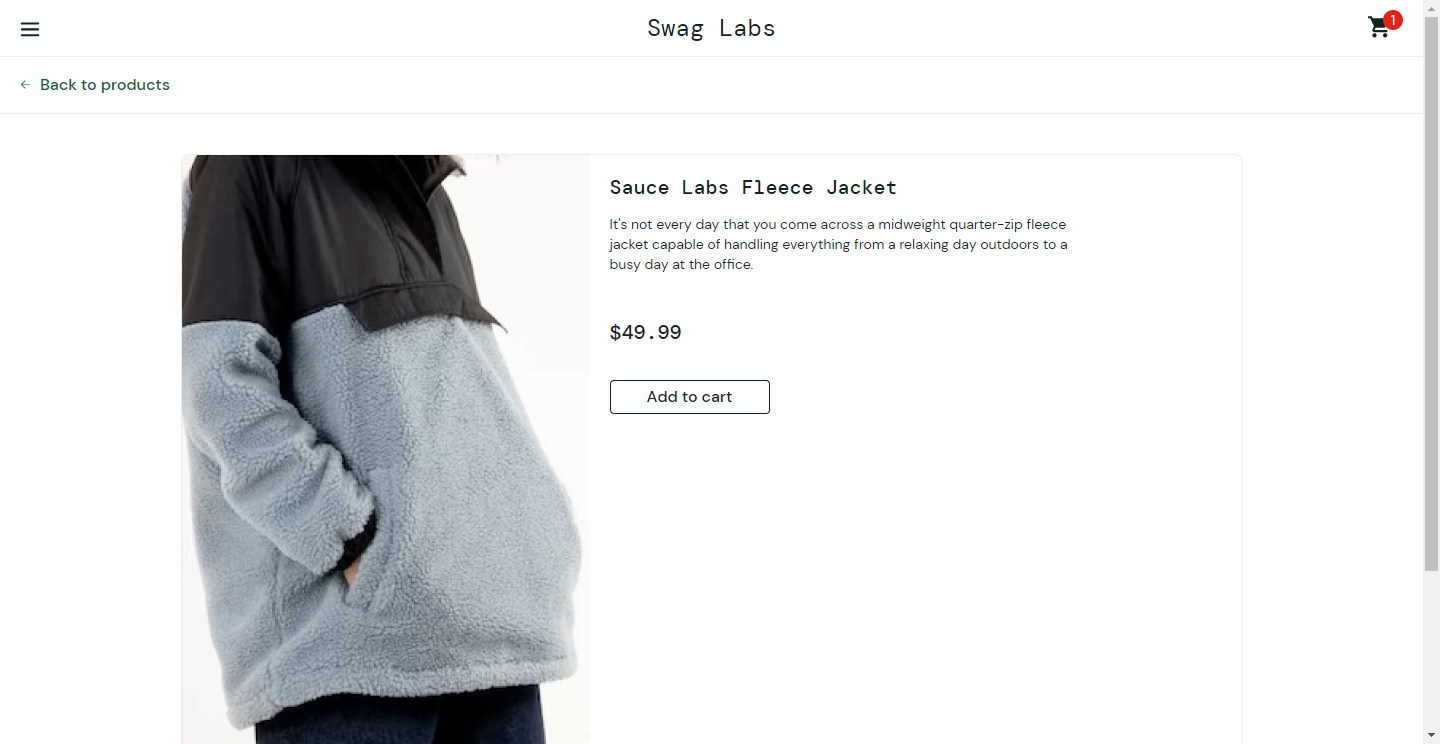 Swag Labs
1
Back to products
Sauce Labs Fleece Jacket
It's not every day that you come across a midweight quarter-zip fleece
jacket capable of handling everything from a relaxing day outdoors to a
busy day at the office.
$49.99
Add to cart